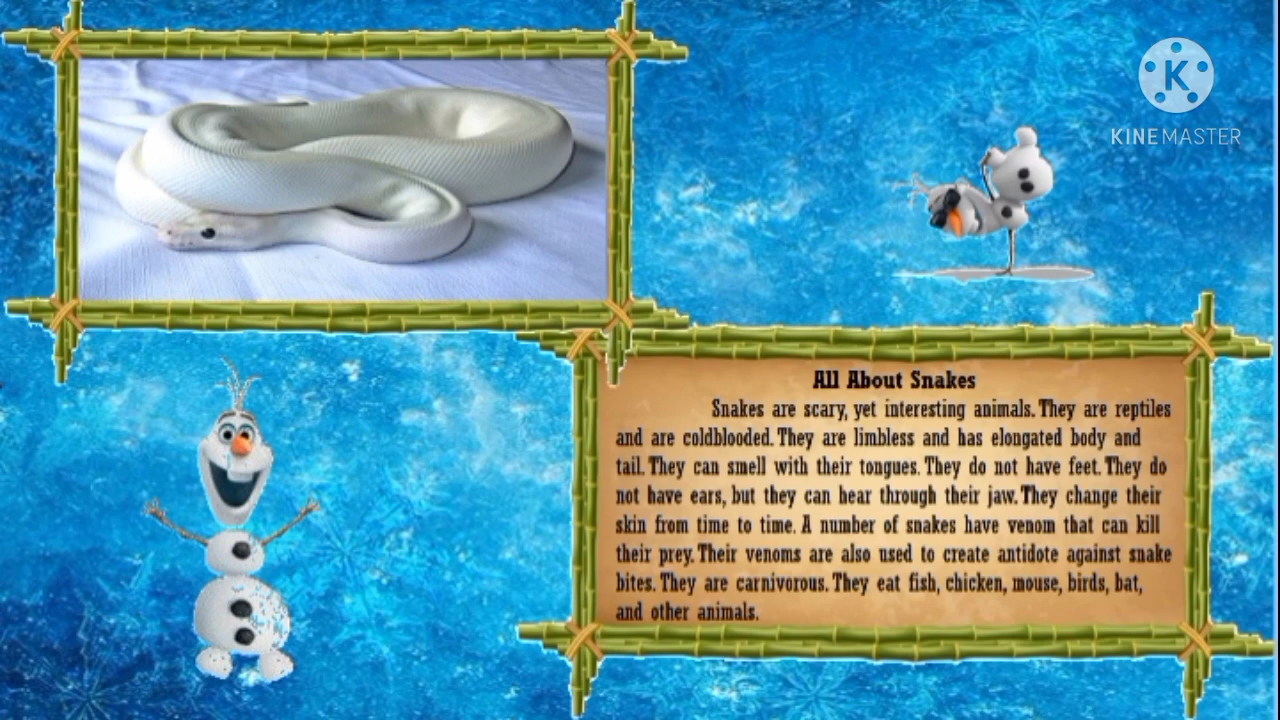 K
KINEMASTER
All About Snakes
Snakes are scary, yet interesting animals. They are reptiles
and are coldblooded. They are limbless and has elongated body and
tail. They can smell with their tongues. They do not have feet. They do
not have ears, but they can hear through their jaw. They change their
skin from time to time. A number of snakes have venom that can kill
their prey. Their venoms are also used to create antidote against snake
bites. They are carnivorous. They eat fish, chicken, mouse, birds, bat,
and other animals.